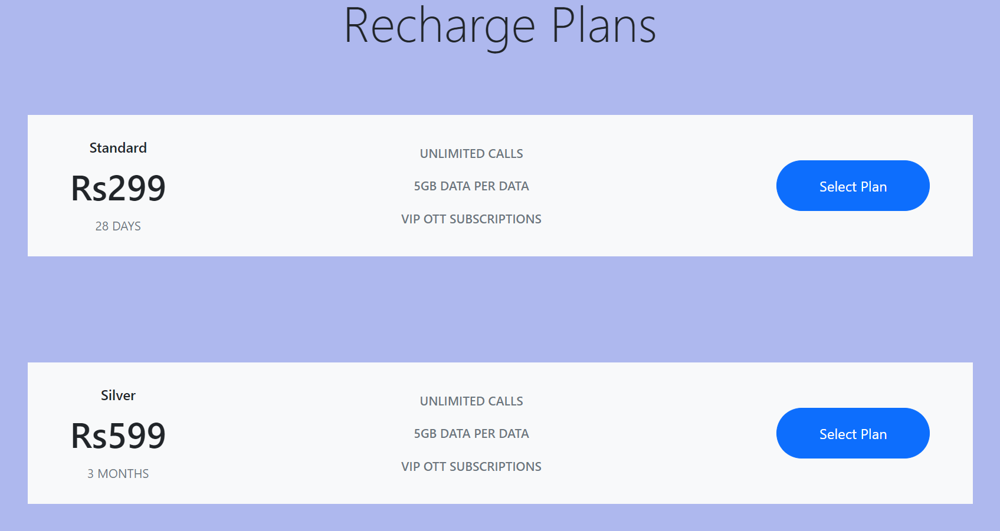 Recharge Plans
Standard
Rs299
28 DAYS
UNLIMITED CALLS
5GB DATA PER DATA
VIP OTT SUBSCRIPTIONS
Select Plan
Silver
Rs599
3 MONTHS
UNLIMITED CALLS
5GB DATA PER DATA
VIP OTT SUBSCRIPTIONS
Select Plan